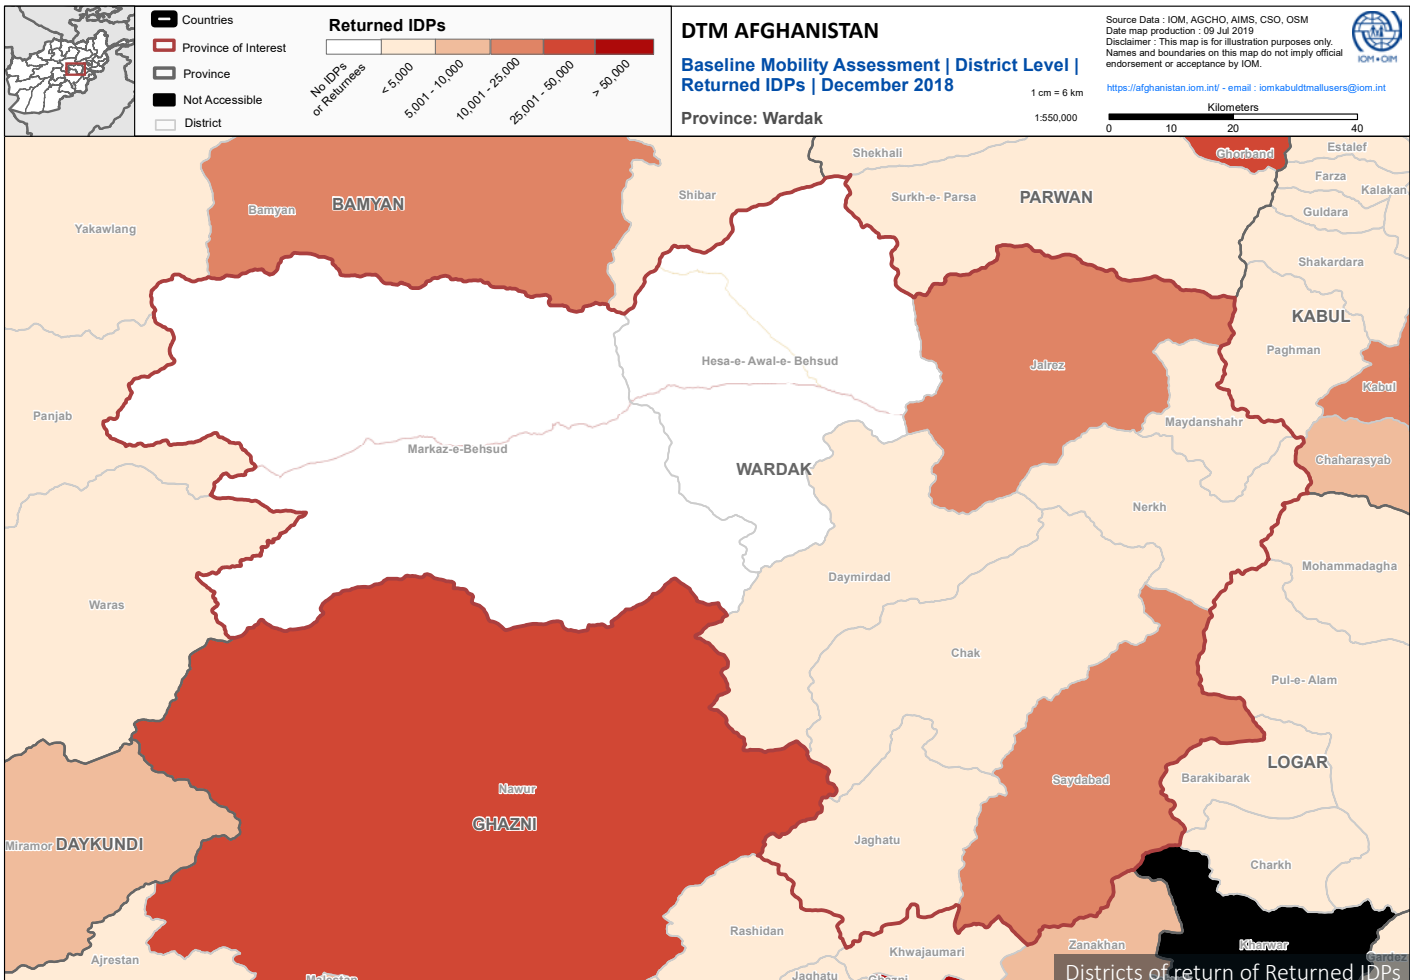 Countries
Province of Interest
Province
Not Accessible
District
Returned IDPs
No IDPs
or Returnees
< 5,000
5,001 - 10,000
10,001 - 25,000
25,001 - 50,000
> 50,000
DTM AFGHANISTAN
Baseline Mobility Assessment | District Level |
Returned IDPs | December 2018
Province: Wardak
1 cm = 6 km
1:550,000
Source Data : IOM, AGCHO, AIMS, CSO, OSM
Date map production : 09 Jul 2019
Disclaimer : This map is for illustration purposes only.
Names and boundaries on this map do not imply official
endorsement or acceptance by IOM.
https://afghanistan.iom.int/ - email : iomkabuldtmallusers@iom.int
IOM•OIM
Kilometers
0 10 20 40
Shekhali
Ghorband
Estalef
Farza
Kalakan
Yakawlang
Bamyan
BAMYAN
Shibar
Surkh-e- Parsa
PARWAN
Guldara
Shakardara
KABUL
Paghman
Hesa-e- Awal-e- Behsud
Jalrez
Kabul
Panjab
Maydanshahr
Markaz-e-Behsud
WARDAK
Chaharasyab
Nerkh
Waras
Daymirdad
Mohammadagha
Chak
Pul-e- Alam
Nawur
GHAZNI
Saydabad
Barakibarak
LOGAR
Miramor
DAYKUNDI
Jaghatu
Charkh
Ajrestan
Rashidan
Khwajaumari
Zanakhan
Kharwar
Gardez
Malestan
Jaghatu
Ghazni
Districts of return of Returned IDPs